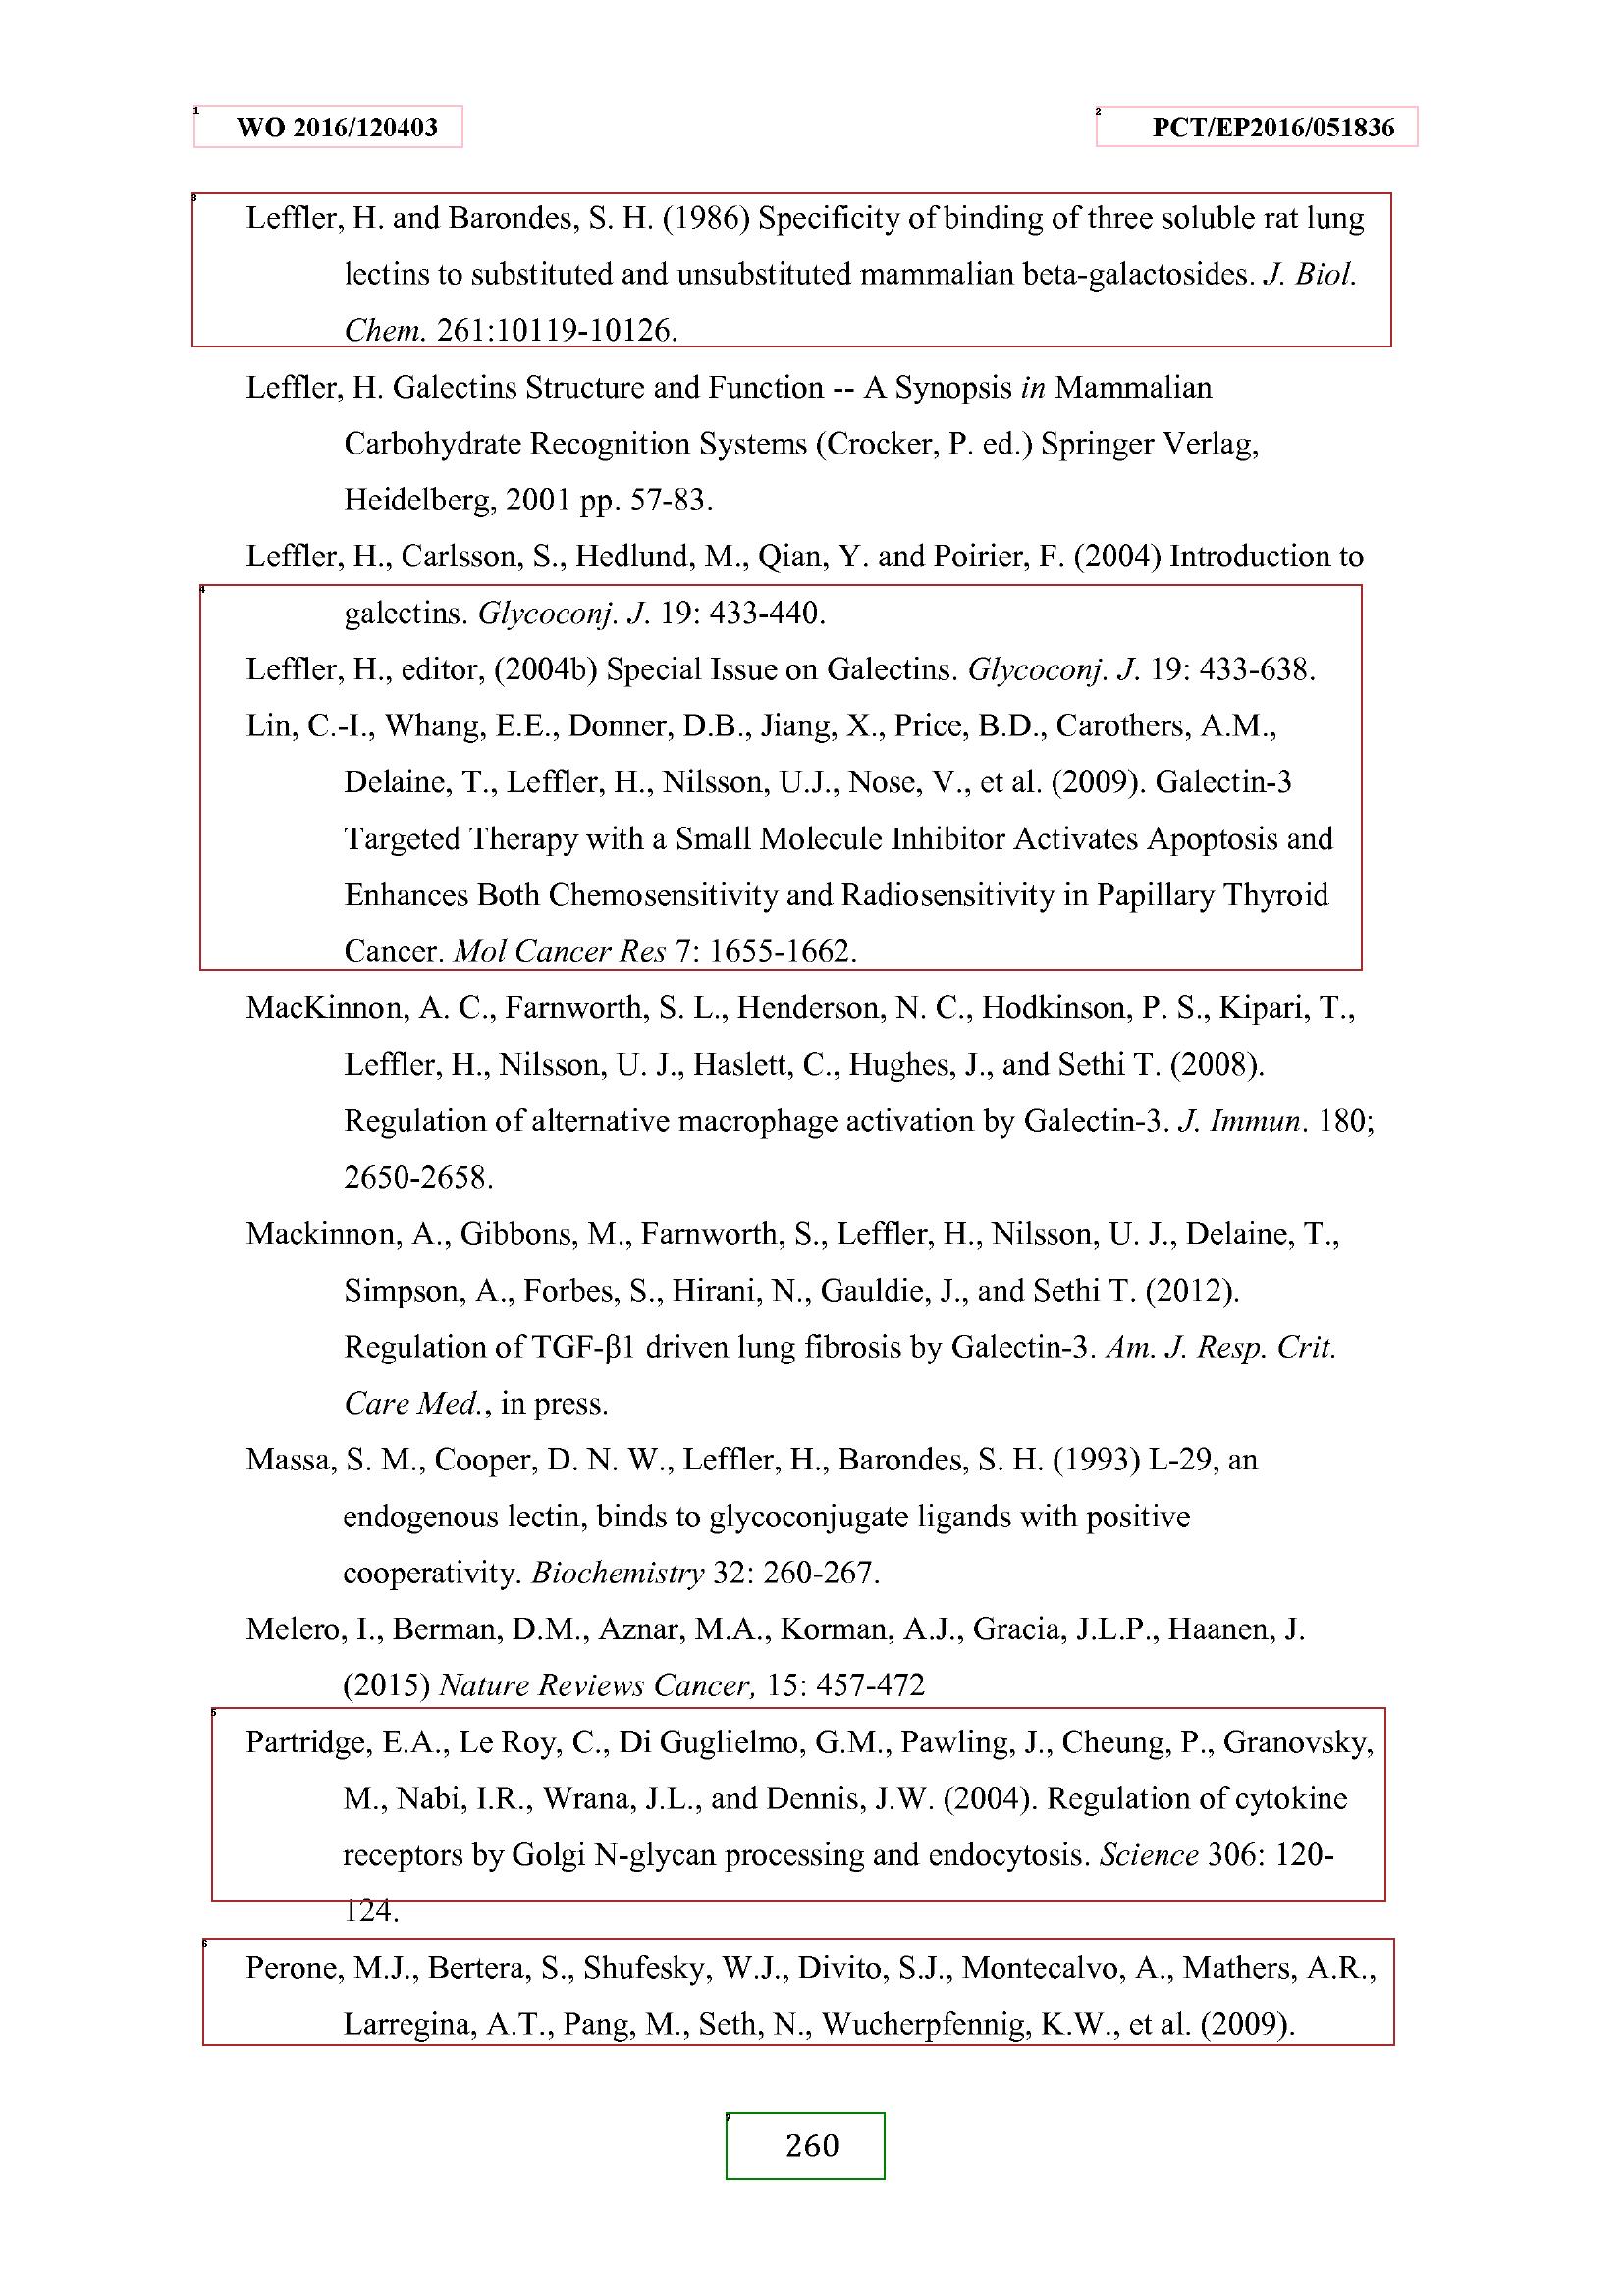 WO 2016/120403
PCT/EP2016/051836
Leffler, H. and Barondes, S. H. (1986) Specificity of binding of three soluble rat lung
lectins to substituted and unsubstituted mammalian beta-galactosides. J. Biol.
Chem. 261:10119-10126.
Leffler, H. Galectins Structure and Function -- A Synopsis in Mammalian
Carbohydrate Recognition Systems (Crocker, P. ed.) Springer Verlag,
Heidelberg, 2001 pp. 57-83.
Leffler, H., Carlsson, S., Hedlund, M., Qian, Y. and Poirier, F. (2004) Introduction to
galectins. Glycoconj. J. 19: 433-440.
Leffler, H., editor, (2004b) Special Issue on Galectins. Glycoconj. J. 19: 433-638.
Lin, C.-I., Whang, E.E., Donner, D.B., Jiang, X., Price, B.D., Carothers, A.M.,
Delaine, T., Leffler, H., Nilsson, U.J., Nose, V., et al. (2009). Galectin-3
Targeted Therapy with a Small Molecule Inhibitor Activates Apoptosis and
Enhances Both Chemosensitivity and Radiosensitivity in Papillary Thyroid
Cancer. Mol Cancer Res 7: 1655-1662.
MacKinnon, A. C., Farnworth, S. L., Henderson, N. C., Hodkinson, P. S., Kipari, T.,
Leffler, H., Nilsson, U. J., Haslett, C., Hughes, J., and Sethi T. (2008).
Regulation of alternative macrophage activation by Galectin-3. J. Immun. 180;
2650-2658.
Mackinnon, A., Gibbons, M., Farnworth, S., Leffler, H., Nilsson, U. J., Delaine, T.,
Simpson, A., Forbes, S., Hirani, N., Gauldie, J., and Sethi T. (2012).
Regulation of TGF-β1 driven lung fibrosis by Galectin-3. Am. J. Resp. Crit.
Care Med., in press.
Massa, S. M., Cooper, D. N. W., Leffler, H., Barondes, S. H. (1993) L-29, an
endogenous lectin, binds to glycoconjugate ligands with positive
cooperativity. Biochemistry 32: 260-267.
Melero, I., Berman, D.M., Aznar, M.A., Korman, A.J., Gracia, J.L.P., Haanen, J.
(2015) Nature Reviews Cancer, 15: 457-472
Partridge, E.A., Le Roy, C., Di Guglielmo, G.M., Pawling, J., Cheung, P., Granovsky,
M., Nabi, I.R., Wrana, J.L., and Dennis, J.W. (2004). Regulation of cytokine
receptors by Golgi N-glycan processing and endocytosis. Science 306: 120-
124.
Perone, M.J., Bertera, S., Shufesky, W.J., Divito, S.J., Montecalvo, A., Mathers, A.R.,
Larregina, A.T., Pang, M., Seth, N., Wucherpfennig, K.W., et al. (2009).
260